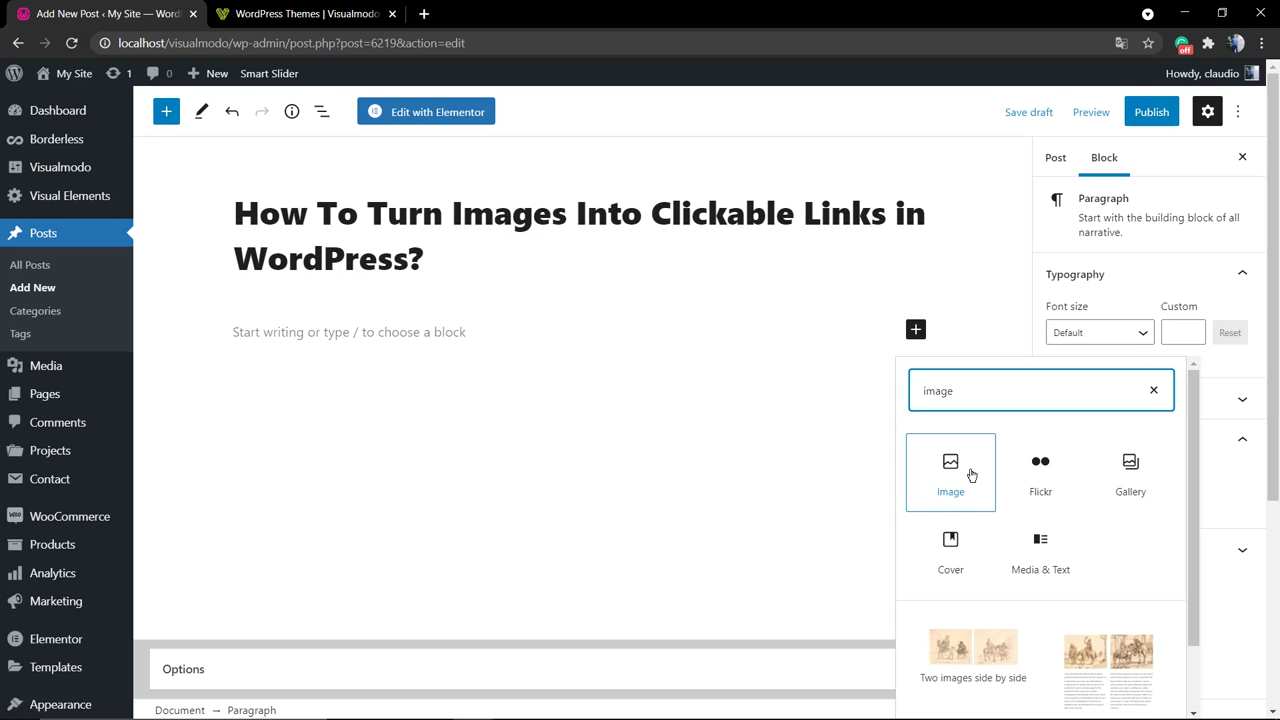 Add New Post ‹ My Site — Word
WordPress Themes | Visualmodo
localhost/visualmodo/wp-admin/post.php?post=6219&action=edit
off
My Site
1
0
New
Smart Slider
Howdy, claudio
Dashboard
Borderless
Visualmodo
Visual Elements
Posts
All Posts
Add New
Categories
Tags
Media
Pages
Comments
Projects
Contact
WooCommerce
Products
Analytics
Marketing
Elementor
Templates
Appearance
Edit with Elementor
Save draft
Preview
Publish
How To Turn Images Into Clickable Links in
WordPress?
Start writing or type / to choose a block
Post
Block
Paragraph
Start with the building block of all
narrative.
Typography
Font size
Custom
Default
Reset
image
Image
Flickr
Gallery
Cover
Media & Text
Two images side by side
Options
Document
Paragraph